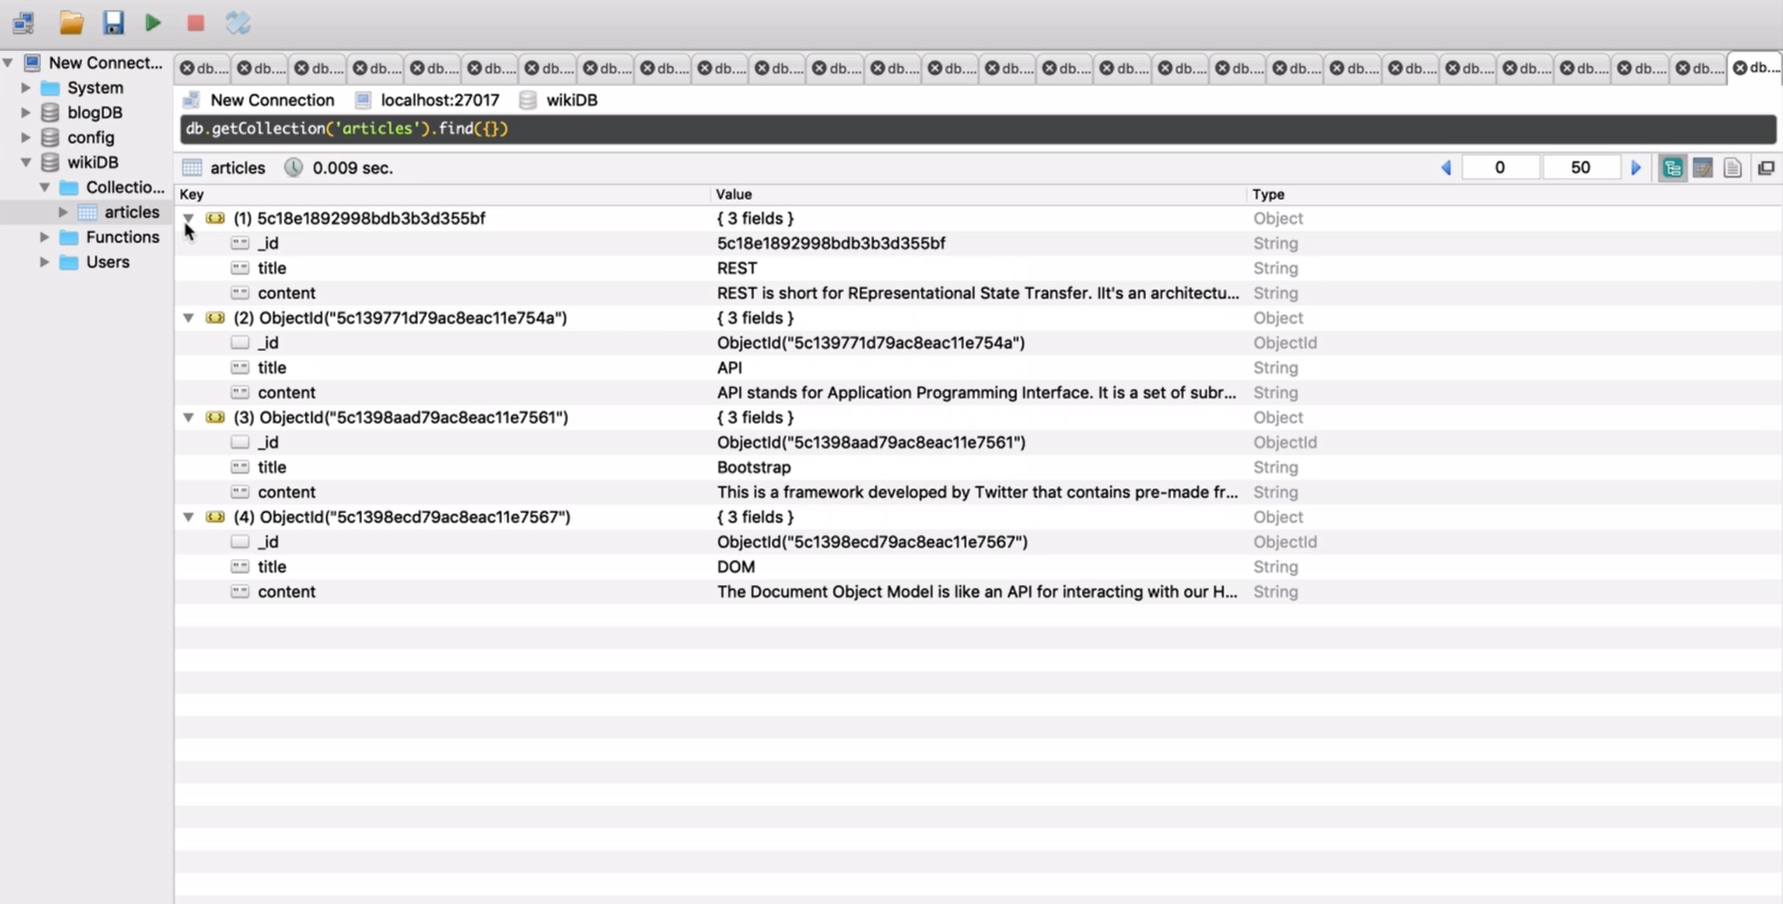 New Connect...
System
blogDB
config
wikiDB
Collectio...
articles
Functions
Users
db.... db.... db.... db.... db.... db.... db.... db.... db.... db.... db.... db.... db.... db.... db.... db.... db.... db.... db.... db.... db.... db.... db.... db.... db.... db.... db.... db....
New Connection localhost:27017 wikiDB
db.getCollection('articles').find({})
articles 0.009 sec. 0 50
Key Value Type
(1) 5c18e1892998bdb3b3d355bf { 3 fields } Object
_id 5c18e1892998bdb3b3d355bf String
title REST String
content REST is short for REpresentational State Transfer. IIt's an architectu... String
(2) ObjectId("5c139771d79ac8eac11e754a") { 3 fields } Object
_id ObjectId("5c139771d79ac8eac11e754a") ObjectId
title API String
content API stands for Application Programming Interface. It is a set of subr... String
(3) ObjectId("5c1398aad79ac8eac11e7561") { 3 fields } Object
_id ObjectId("5c1398aad79ac8eac11e7561") ObjectId
title Bootstrap String
content This is a framework developed by Twitter that contains pre-made fr... String
(4) ObjectId("5c1398ecd79ac8eac11e7567") { 3 fields } Object
_id ObjectId("5c1398ecd79ac8eac11e7567") ObjectId
title DOM String
content The Document Object Model is like an API for interacting with our H... String